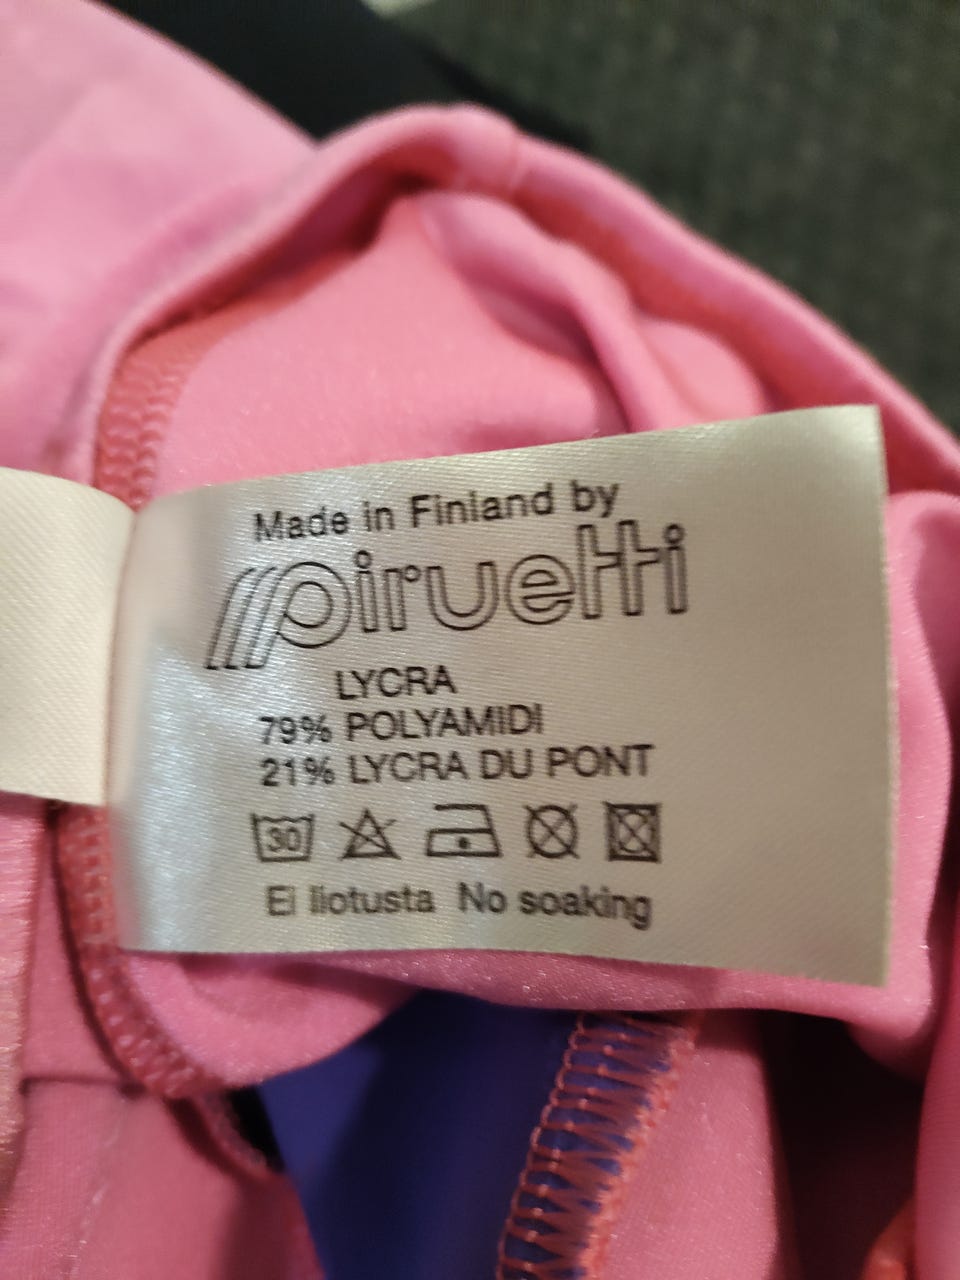 Made in Finland by
piruetti
LYCRA
79% POLYAMIDI
21% LYCRA DU PONT
30
Ei liotusta No soaking